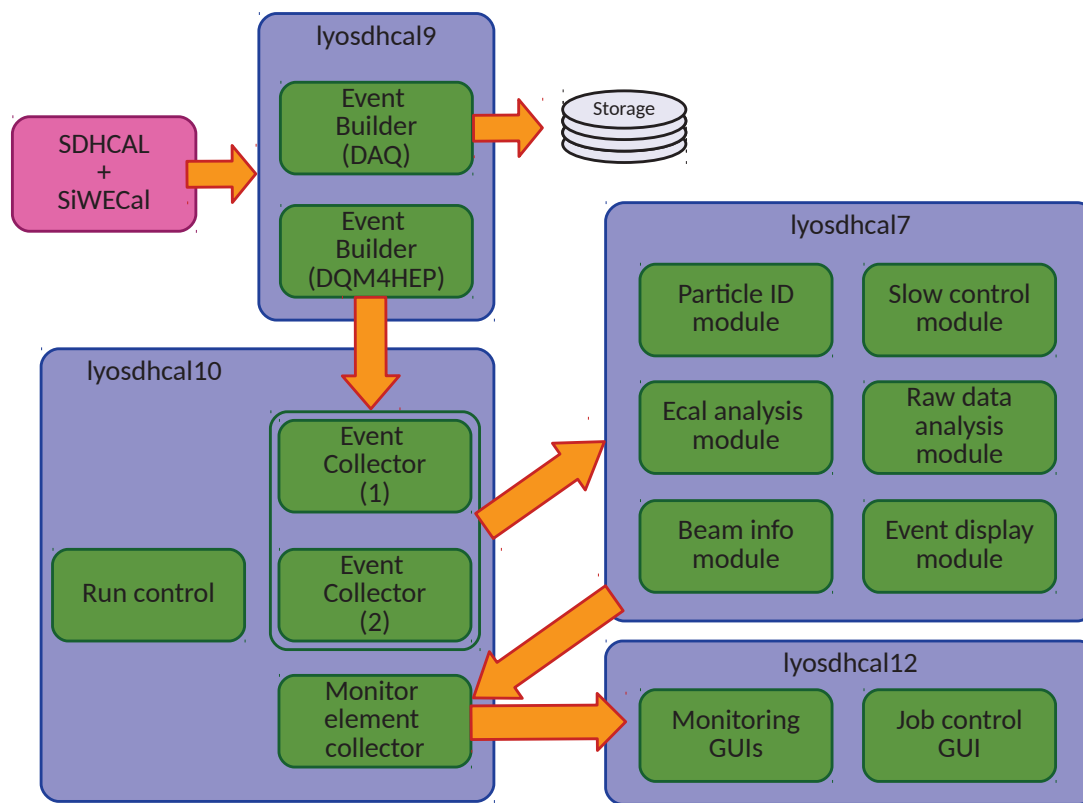 lyosdhcal9
Event
Builder
(DAQ)
Storage
SDHCAL
+
SiWECal
Event
Builder
(DQM4HEP)
lyosdhcal7
Particle ID
module
Slow control
module
Ecal analysis
module
Raw data
analysis
module
Beam info
module
Event display
module
lyosdhcal10
Event
Collector
(1)
Run control
Event
Collector
(2)
Monitor
element
collector
lyosdhcal12
Monitoring
GUIs
Job control
GUI